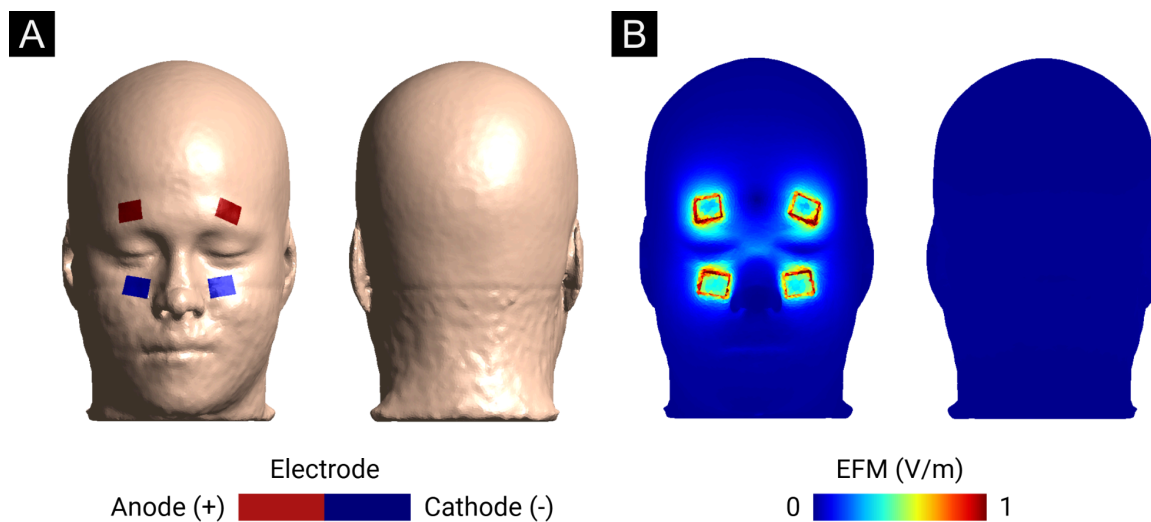 A
B
Electrode
Anode (+) Cathode (-)
EFM (V/m)
0 1